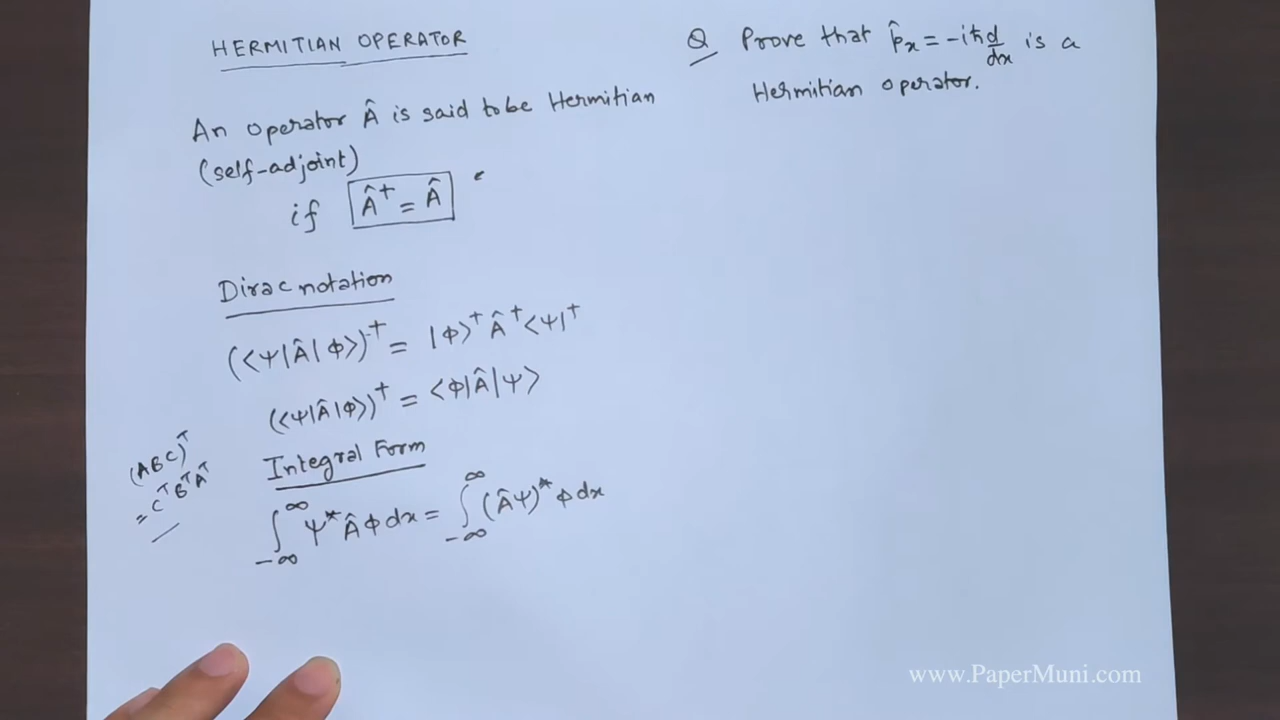 HERMITIAN OPERATOR
An operator Â is said to be Hermitian
(self-adjoint)
if Â† = Â
Dirac notation
(<Ψ|Â|Φ>)† = |Φ>† Â† <Ψ|†
(<Ψ|Â|Φ>)† = <Φ|Â|Ψ>
(ABC)ᵀ
= CᵀBᵀAᵀ
Integral Form
∫_{-∞}^{∞} Ψ* Â Φ dx = ∫_{-∞}^{∞} (ÂΨ)* Φ dx
Q Prove that p̂ₓ = -iħ d/dx is a
Hermitian operator.
www.PaperMuni.com